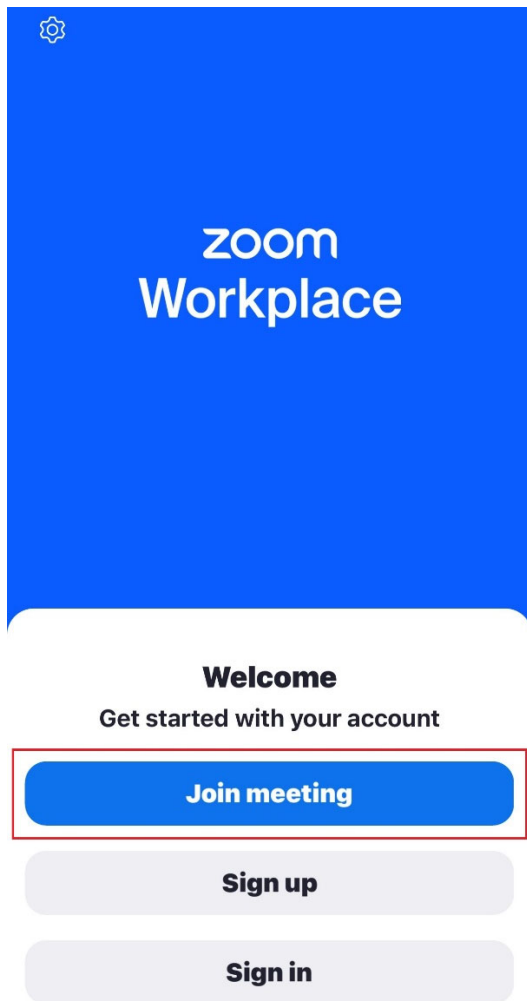 zoom
Workplace
Welcome
Get started with your account
Join meeting
Sign up
Sign in